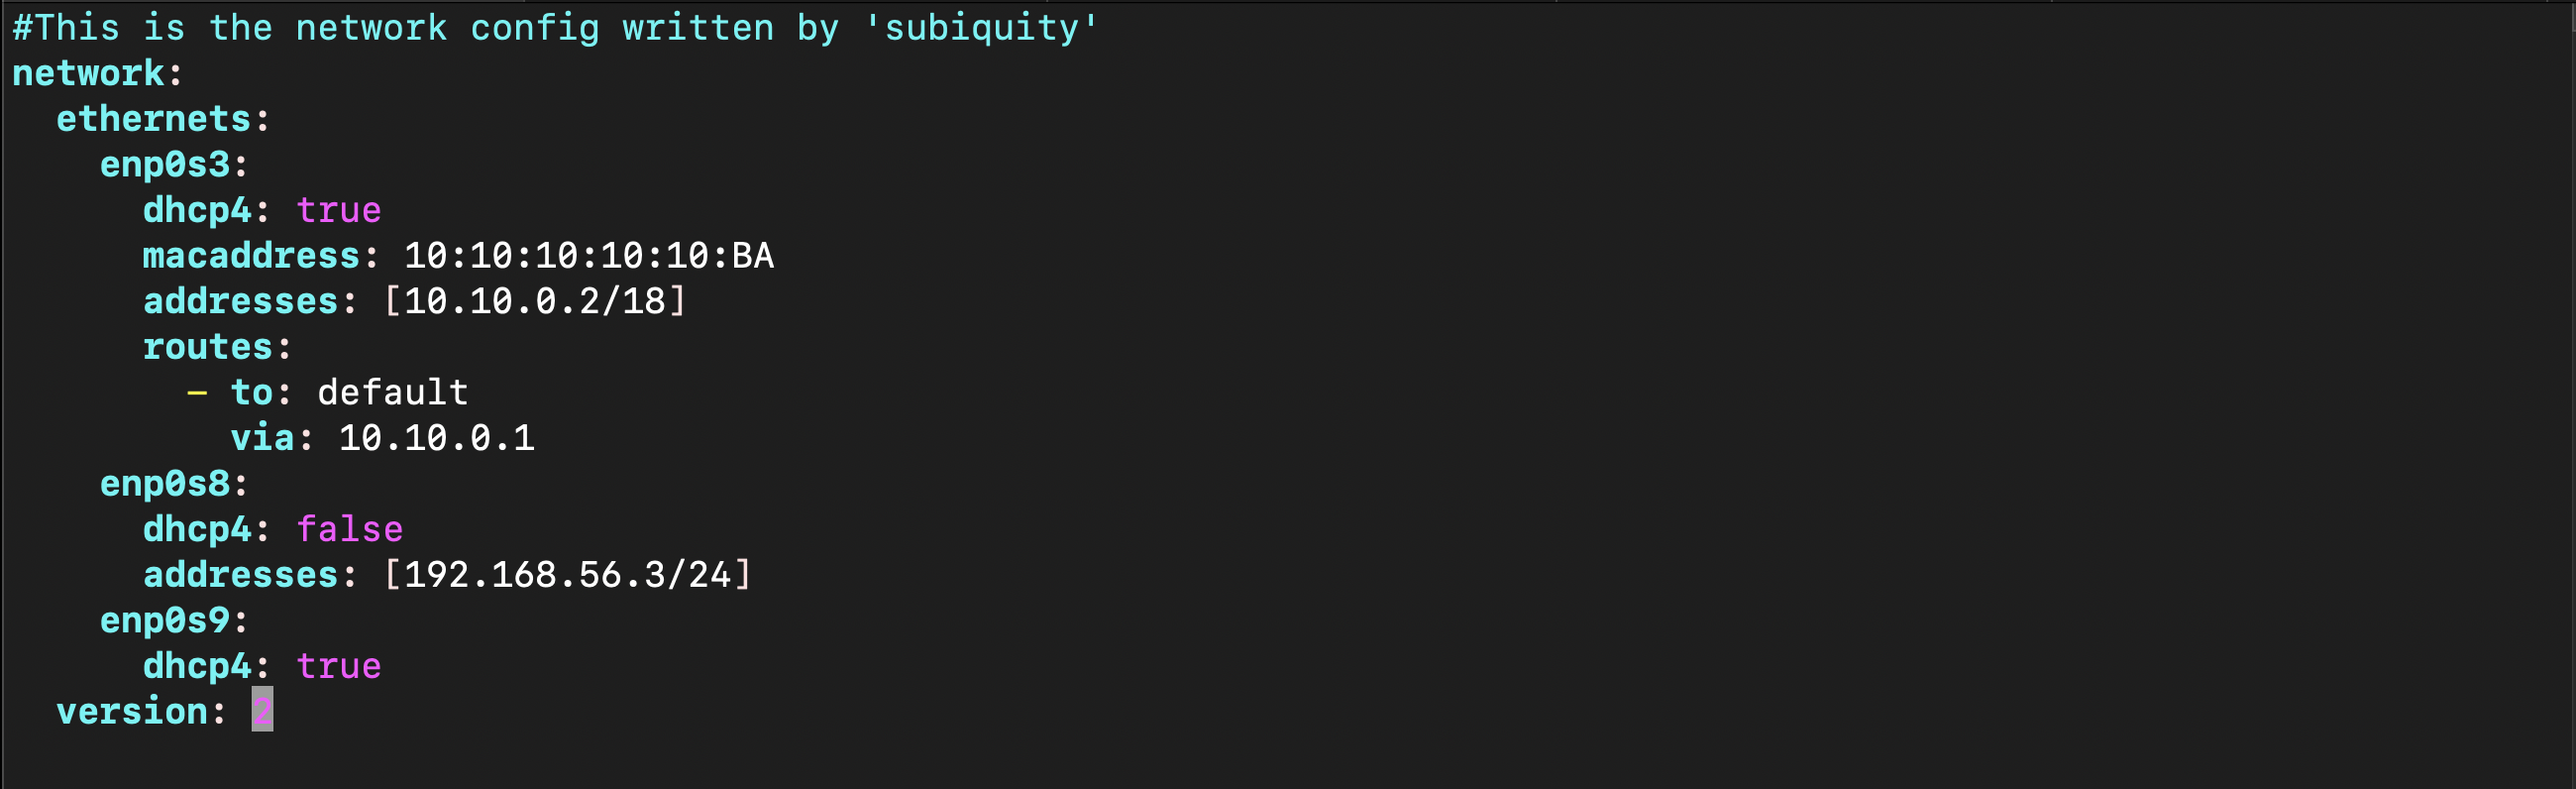 #This is the network config written by 'subiquity'
network:
  ethernets:
    enp0s3:
      dhcp4: true
      macaddress: 10:10:10:10:10:BA
      addresses: [10.10.0.2/18]
      routes:
        - to: default
          via: 10.10.0.1
    enp0s8:
      dhcp4: false
      addresses: [192.168.56.3/24]
    enp0s9:
      dhcp4: true
  version: 2